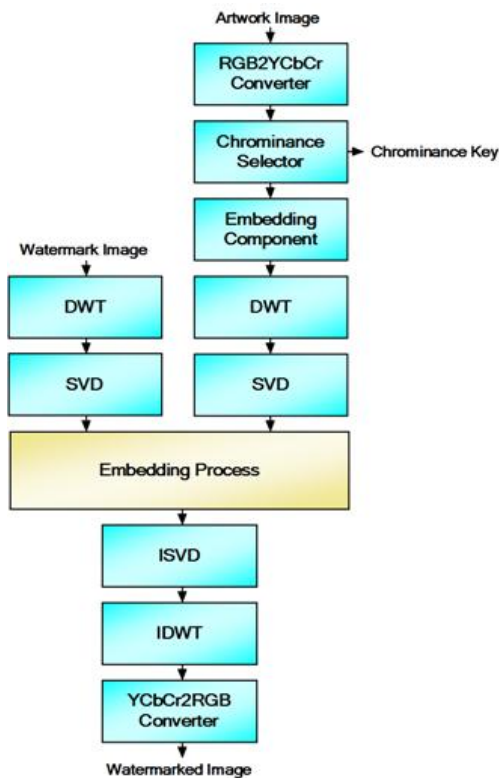 Artwork Image
RGB2YCbCr
Converter
Chrominance
Selector
Chrominance Key
Embedding
Component
Watermark Image
DWT
DWT
SVD
SVD
Embedding Process
ISVD
IDWT
YCbCr2RGB
Converter
Watermarked Image